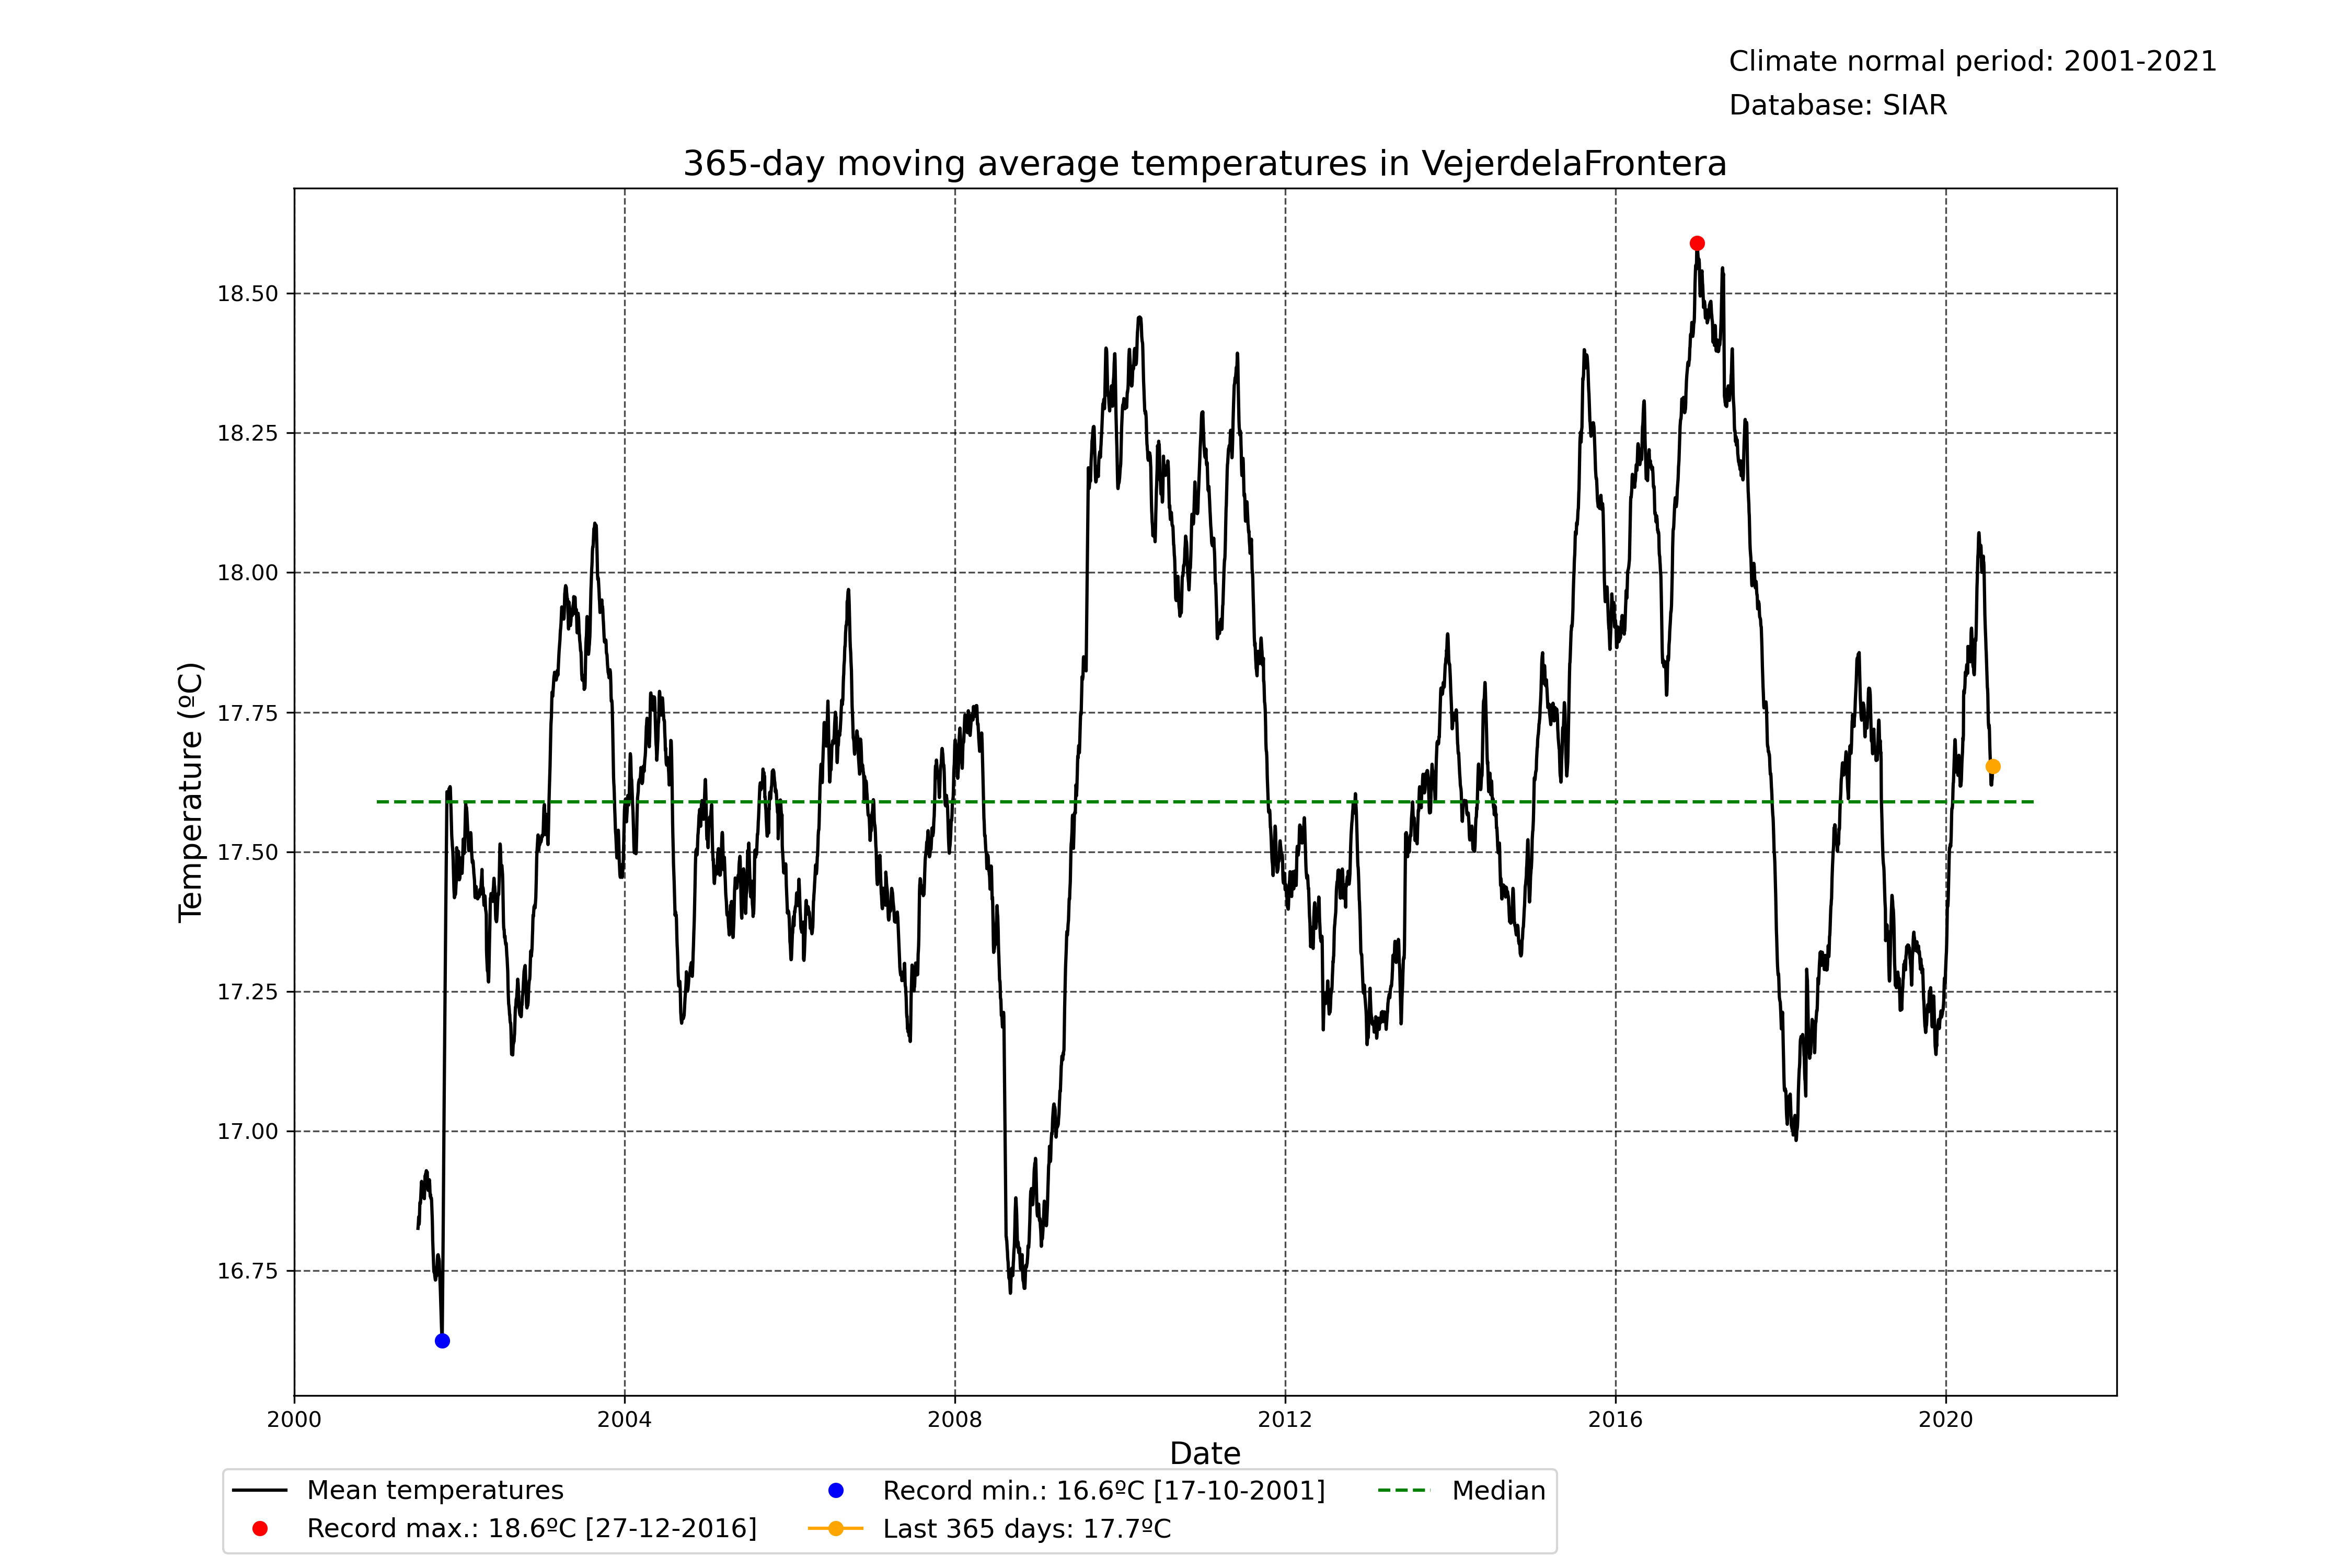 Climate normal period: 2001-2021
Database: SIAR
365-day moving average temperatures in VejerdelaFrontera
18.50
18.25
18.00
17.75
17.50
17.25
17.00
16.75
Temperature (ºC)
2000 2004 2008 2012 2016 2020
Date
Mean temperatures
Record max.: 18.6ºC [27-12-2016]
Record min.: 16.6ºC [17-10-2001]
Last 365 days: 17.7ºC
Median